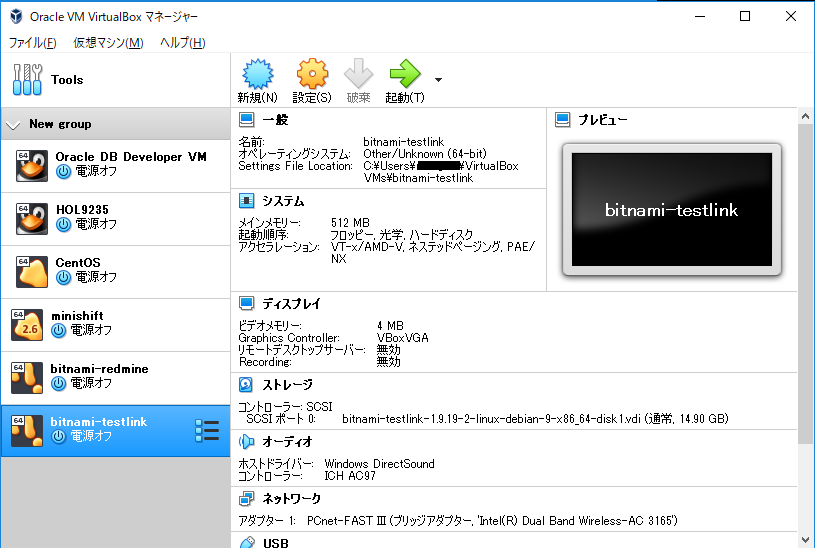 Oracle VM VirtualBox マネージャー
ファイル(F) 仮想マシン(M) ヘルプ(H)
Tools
新規(N) 設定(S) 破棄 起動(T)
New group
64
Oracle DB Developer VM
電源オフ
64
HOL9235
電源オフ
64
CentOS
電源オフ
64
2.6
minishift
電源オフ
64
bitnami-redmine
電源オフ
64
bitnami-testlink
電源オフ
一般
名前: bitnami-testlink
オペレーティングシステム: Other/Unknown (64-bit)
Settings File Location: C:¥Users¥ ¥VirtualBox
VMs¥bitnami-testlink
プレビュー
bitnami-testlink
システム
メインメモリー: 512 MB
起動順序: フロッピー, 光学, ハードディスク
アクセラレーション: VT-x/AMD-V, ネステッドページング, PAE/
NX
ディスプレイ
ビデオメモリー: 4 MB
Graphics Controller: VBoxVGA
リモートデスクトップサーバー: 無効
Recording: 無効
ストレージ
コントローラー: SCSI
SCSI ポート 0: bitnami-testlink-1.9.19-2-linux-debian-9-x86_64-disk1.vdi (通常, 14.90 GB)
オーディオ
ホストドライバー: Windows DirectSound
コントローラー: ICH AC97
ネットワーク
アダプター 1: PCnet-FAST III (ブリッジアダプター, 'Intel(R) Dual Band Wireless-AC 3165')
USB